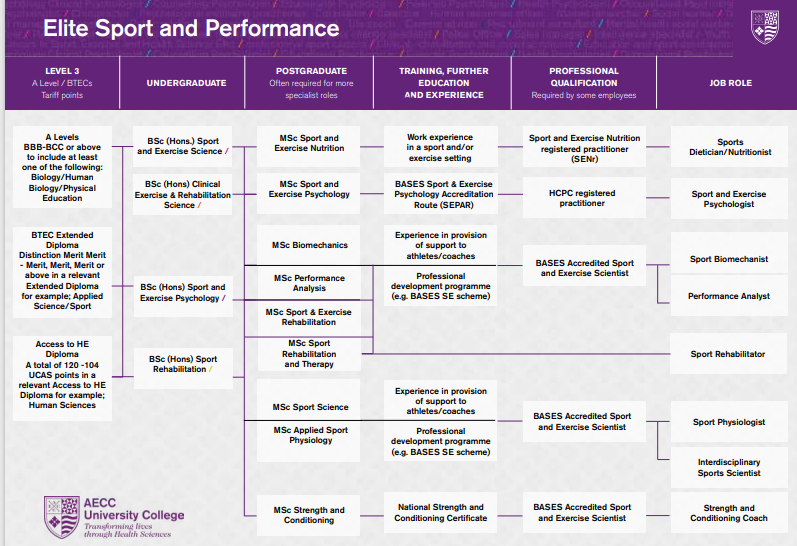 Elite Sport and Performance
LEVEL 3
A Level / BTECs
Tariff points
UNDERGRADUATE
POSTGRADUATE
Often required for more
specialist roles
TRAINING, FURTHER
EDUCATION
AND EXPERIENCE
PROFESSIONAL
QUALIFICATION
Required by some employees
JOB ROLE
A Levels
BBB-BCC or above
to include at least
one of the following:
Biology/Human
Biology/Physical
Education
BTEC Extended
Diploma
Distinction Merit Merit
- Merit, Merit, Merit or
above in a relevant
Extended Diploma
for example; Applied
Science/Sport
Access to HE
Diploma
A total of 120 -104
UCAS points in a
relevant Access to HE
Diploma for example;
Human Sciences
BSc (Hons.) Sport
and Exercise Science /
BSc (Hons) Clinical
Exercise & Rehabilitation
Science /
BSc (Hons) Sport and
Exercise Psychology /
BSc (Hons) Sport
Rehabilitation /
MSc Sport and
Exercise Nutrition
MSc Sport and
Exercise Psychology
MSc Biomechanics
MSc Performance
Analysis
MSc Sport & Exercise
Rehabilitation
MSc Sport
Rehabilitation
and Therapy
MSc Sport Science
MSc Applied Sport
Physiology
MSc Strength and
Conditioning
Work experience
in a sport and/or
exercise setting
BASES Sport & Exercise
Psychology Accreditation
Route (SEPAR)
Experience in provision
of support to
athletes/coaches
Professional
development programme
(e.g. BASES SE scheme)
Experience in provision
of support to
athletes/coaches
Professional
development programme
(e.g. BASES SE scheme)
National Strength and
Conditioning Certificate
Sport and Exercise Nutrition
registered practitioner
(SENr)
HCPC registered
practitioner
BASES Accredited Sport
and Exercise Scientist
BASES Accredited Sport
and Exercise Scientist
BASES Accredited Sport
and Exercise Scientist
Sports
Dietician/Nutritionist
Sport and Exercise
Psychologist
Sport Biomechanist
Performance Analyst
Sport Rehabilitator
Sport Physiologist
Interdisciplinary
Sports Scientist
Strength and
Conditioning Coach
AECC
University College
Transforming lives
through Health Sciences